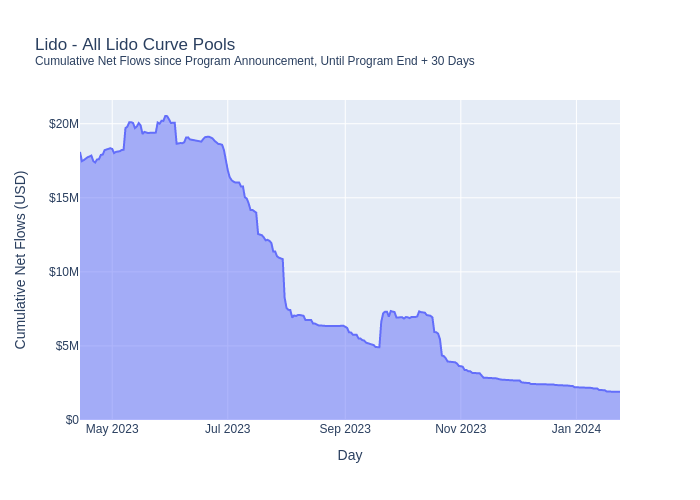 Lido - All Lido Curve Pools
Cumulative Net Flows since Program Announcement, Until Program End + 30 Days
Cumulative Net Flows (USD)
$20M
$15M
$10M
$5M
$0
May 2023
Jul 2023
Sep 2023
Nov 2023
Jan 2024
Day